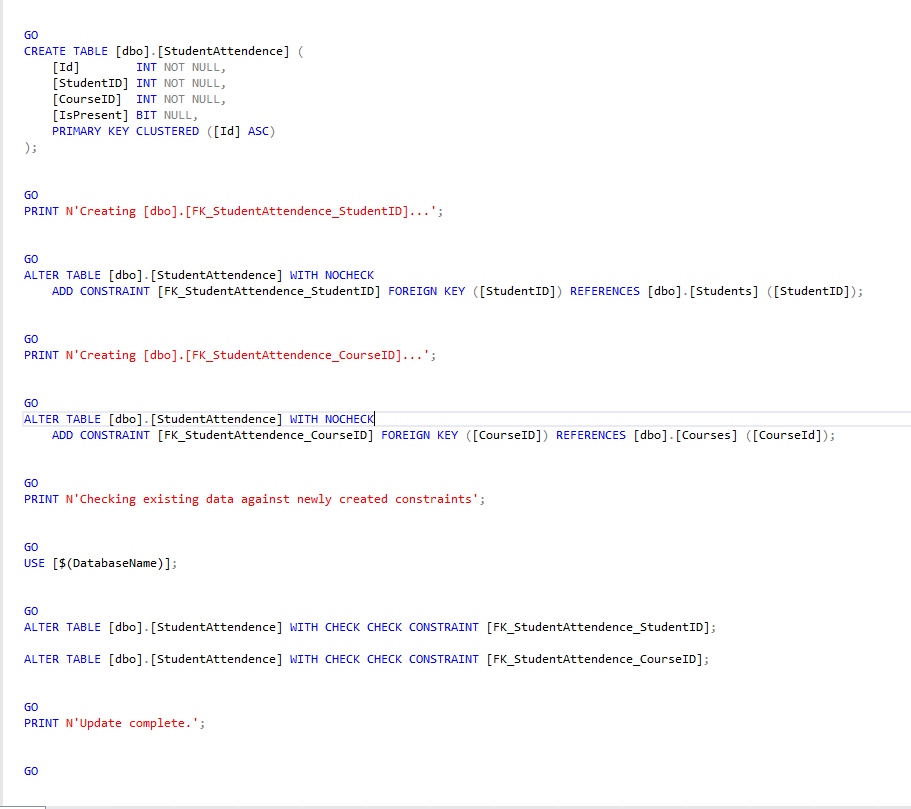 GO
CREATE TABLE [dbo].[StudentAttendence] (
    [Id]        INT NOT NULL,
    [StudentID] INT NOT NULL,
    [CourseID]  INT NOT NULL,
    [IsPresent] BIT NULL,
    PRIMARY KEY CLUSTERED ([Id] ASC)
);
GO
PRINT N'Creating [dbo].[FK_StudentAttendence_StudentID]...';
GO
ALTER TABLE [dbo].[StudentAttendence] WITH NOCHECK
    ADD CONSTRAINT [FK_StudentAttendence_StudentID] FOREIGN KEY ([StudentID]) REFERENCES [dbo].[Students] ([StudentID]);
GO
PRINT N'Creating [dbo].[FK_StudentAttendence_CourseID]...';
GO
ALTER TABLE [dbo].[StudentAttendence] WITH NOCHECK
    ADD CONSTRAINT [FK_StudentAttendence_CourseID] FOREIGN KEY ([CourseID]) REFERENCES [dbo].[Courses] ([CourseId]);
GO
PRINT N'Checking existing data against newly created constraints';
GO
USE [$(DatabaseName)];
GO
ALTER TABLE [dbo].[StudentAttendence] WITH CHECK CHECK CONSTRAINT [FK_StudentAttendence_StudentID];
ALTER TABLE [dbo].[StudentAttendence] WITH CHECK CHECK CONSTRAINT [FK_StudentAttendence_CourseID];
GO
PRINT N'Update complete.';
GO